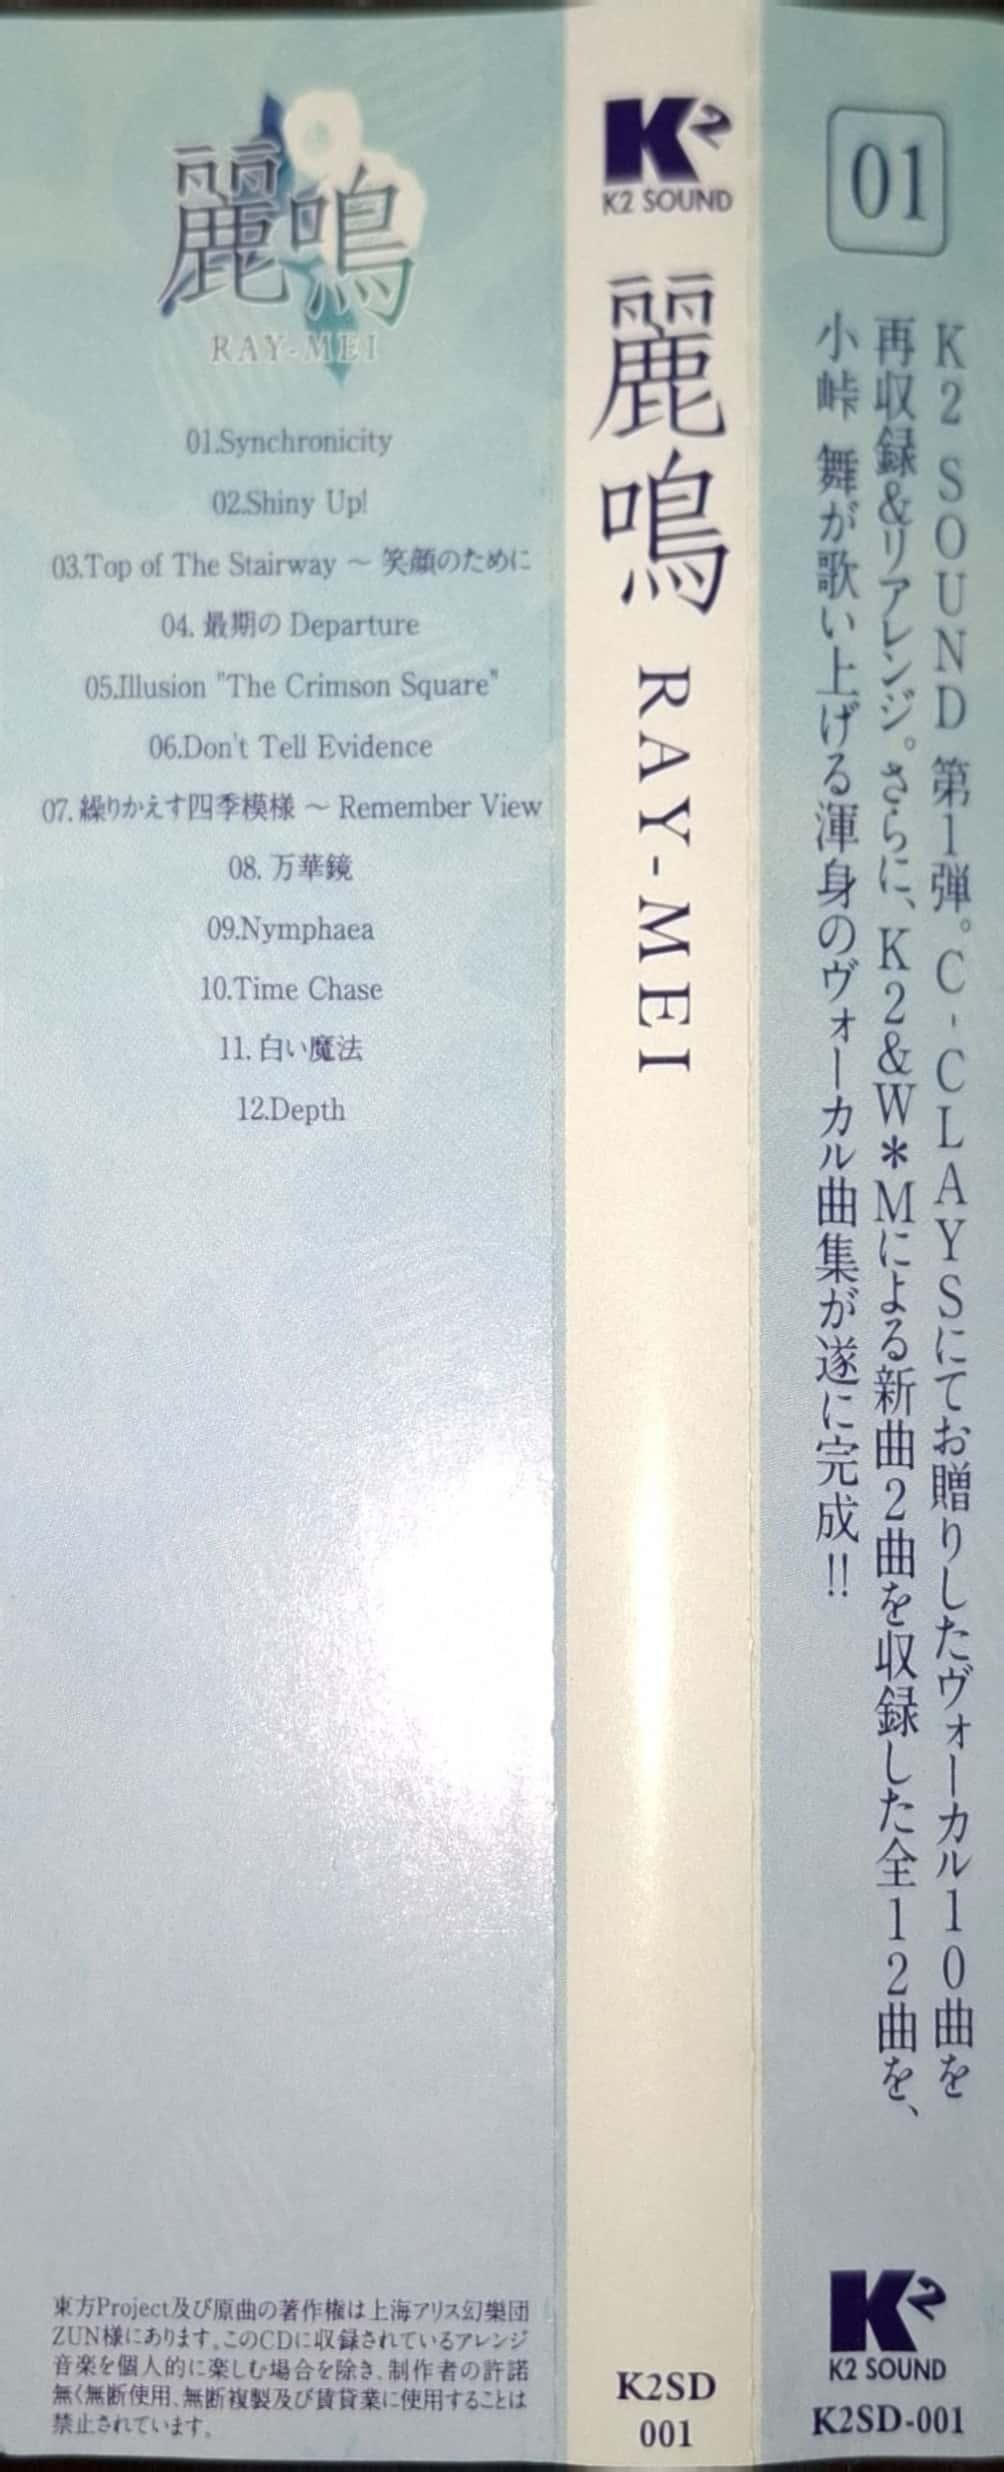 麗鳴
RAY-MEI
01.Synchronicity
02.Shiny Up!
03.Top of The Stairway ～ 笑顔のために
04. 最期の Departure
05.Illusion "The Crimson Square"
06.Don't Tell Evidence
07. 繰りかえす四季模様 ～ Remember View
08. 万華鏡
09.Nymphaea
10.Time Chase
11. 白い魔法
12.Depth
東方Project及び原曲の著作権は上海アリス幻樂団
ZUN様にあります。このCDに収録されているアレンジ
音楽を個人的に楽しむ場合を除き、制作者の許諾
無く無断使用、無断複製及び賃貸業に使用することは
禁止されています。
K2
K2 SOUND
麗鳴 RAY-MEI
K2SD
001
01
K2 SOUND 第1弾。C-CLAYSにてお贈りしたヴォーカル10曲を
再収録&リアレンジ。さらに、K2&W＊Mによる新曲2曲を収録した全12曲を、
小峠 舞が歌い上げる渾身のヴォーカル曲集が遂に完成!!
K2
K2 SOUND
K2SD-001